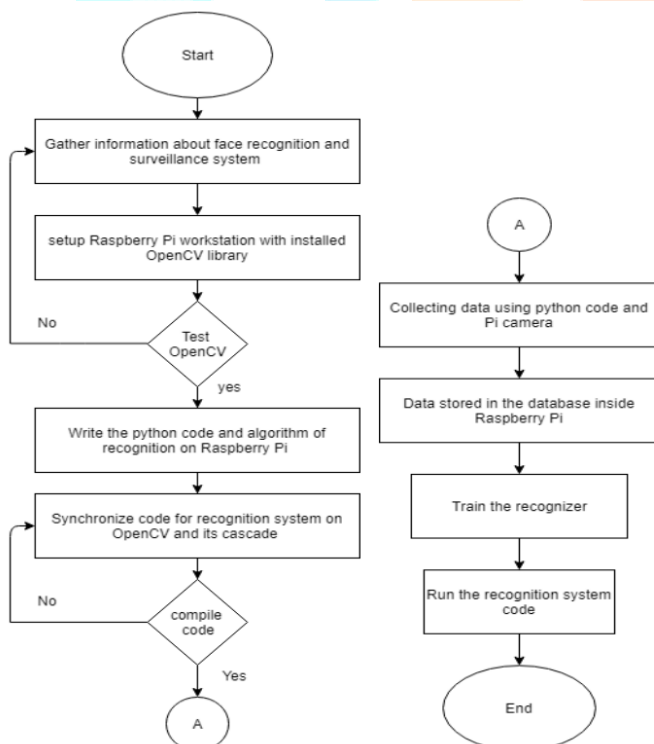 Start
Gather information about face recognition and
surveillance system
setup Raspberry Pi workstation with installed
OpenCV library
No
Test
OpenCV
yes
Write the python code and algorithm of
recognition on Raspberry Pi
Synchronize code for recognition system on
OpenCV and its cascade
No
compile
code
Yes
A
A
Collecting data using python code and
Pi camera
Data stored in the database inside
Raspberry Pi
Train the recognizer
Run the recognition system
code
End